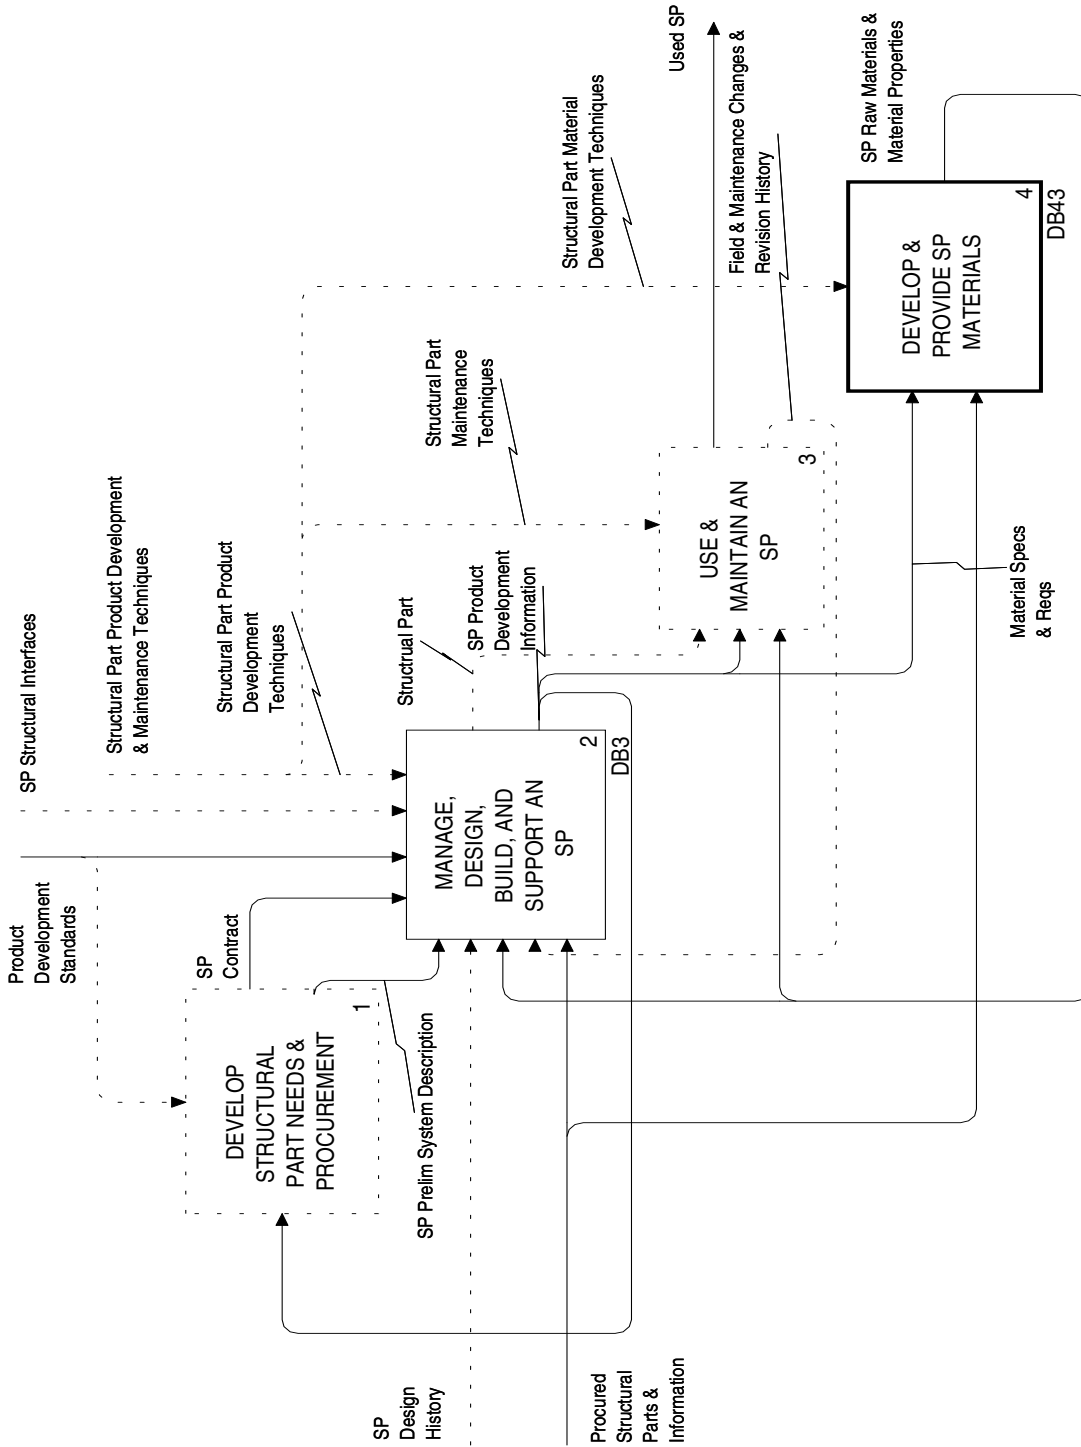 Product
Development
Standards
SP Structural Interfaces
Structural Part Product Development
& Maintenance Techniques
Structural Part Product
Development
Techniques
Structural Part
Maintenance
Techniques
Structural Part Material
Development Techniques
SP
Contract
DEVELOP
STRUCTURAL
PART NEEDS &
PROCUREMENT
1
SP Prelim System Description
SP
Design
History
Procured
Structural
Parts &
Information
MANAGE,
DESIGN,
BUILD, AND
SUPPORT AN
SP
2
DB3
Structrual Part
SP Product
Development
Information
USE &
MAINTAIN AN
SP
3
Used SP
Field & Maintenance Changes &
Revision History
Material Specs
& Reqs
DEVELOP &
PROVIDE SP
MATERIALS
4
DB43
SP Raw Materials &
Material Properties